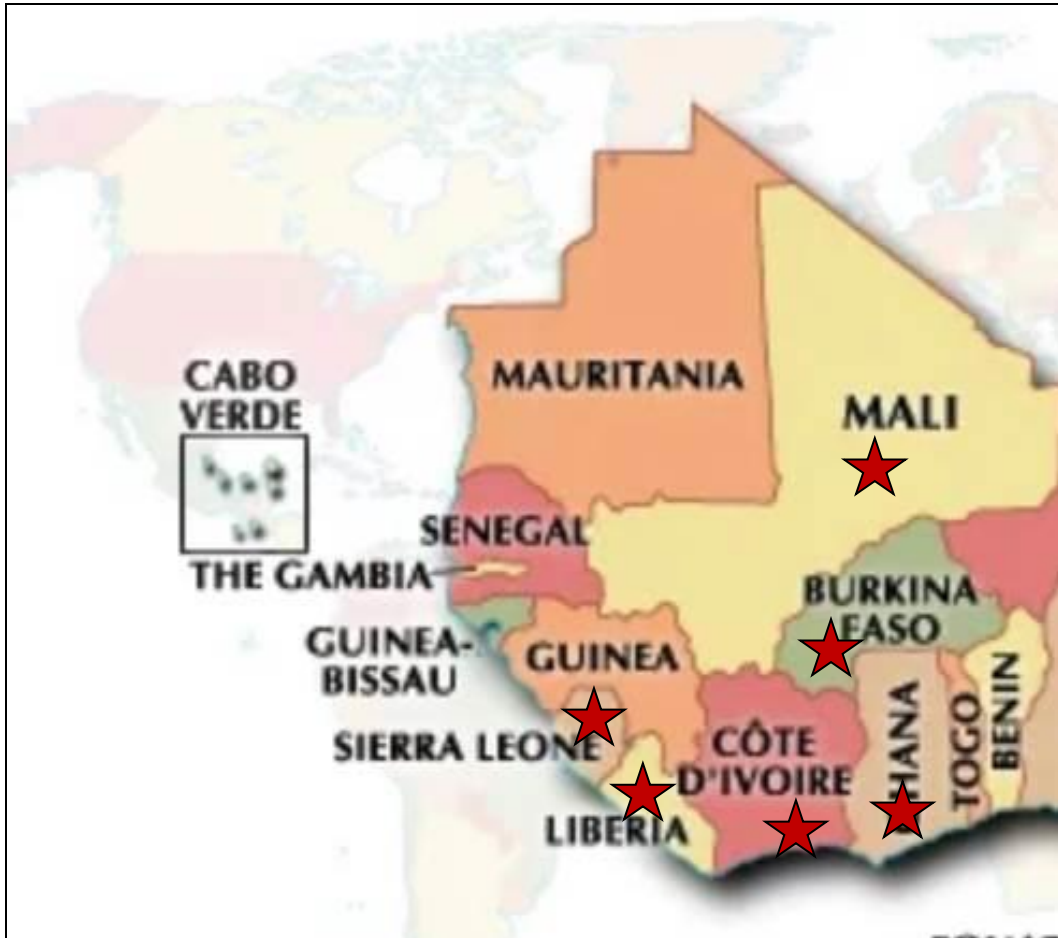 CABO
VERDE
MAURITANIA
MALI
SENEGAL
THE GAMBIA
GUINEA-
BISSAU
GUINEA
BURKINA
FASO
SIERRA LEONE
CÔTE
D'IVOIRE
LIBERIA
GHANA
TOGO
BENIN